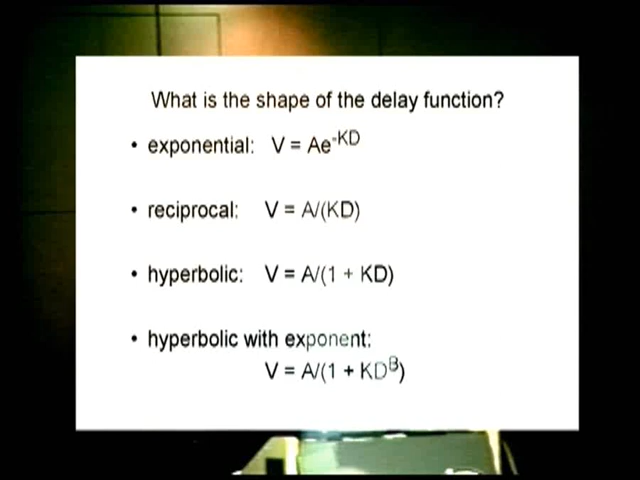 What is the shape of the delay function?
• exponential: V = Ae^-KD
• reciprocal: V = A/(KD)
• hyperbolic: V = A/(1 + KD)
• hyperbolic with exponent:
V = A/(1 + KD^B)